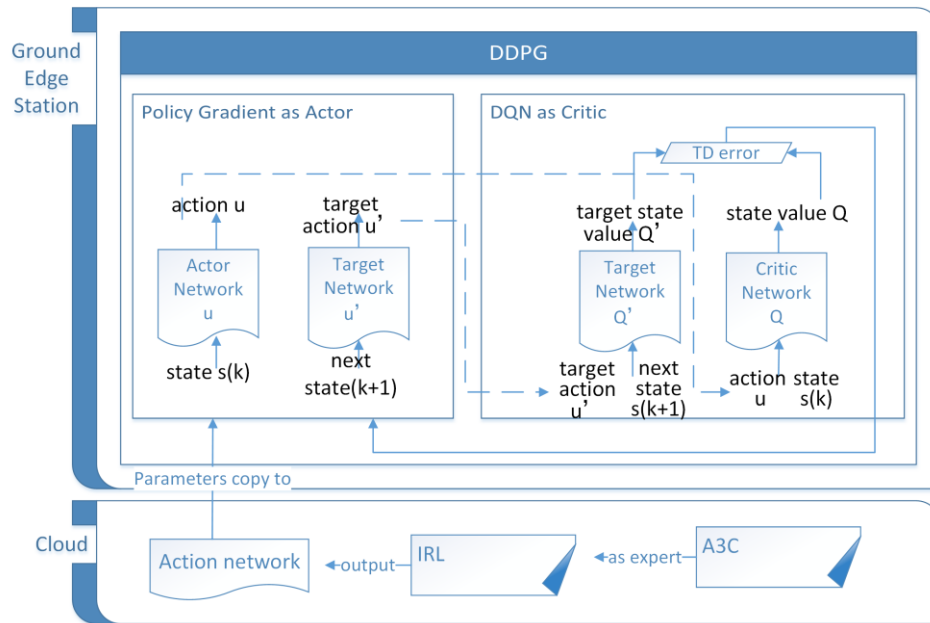 Ground
Edge
Station
DDPG
Policy Gradient as Actor
DQN as Critic
TD error
action u
target
action u’
target state
value Q’
state value Q
Actor
Network
u
Target
Network
u’
Target
Network
Q’
Critic
Network
Q
state s(k)
next
state(k+1)
target
action
u’
next
state
s(k+1)
action
u
state
s(k)
Parameters copy to
Cloud
Action network
output
IRL
as expert
A3C